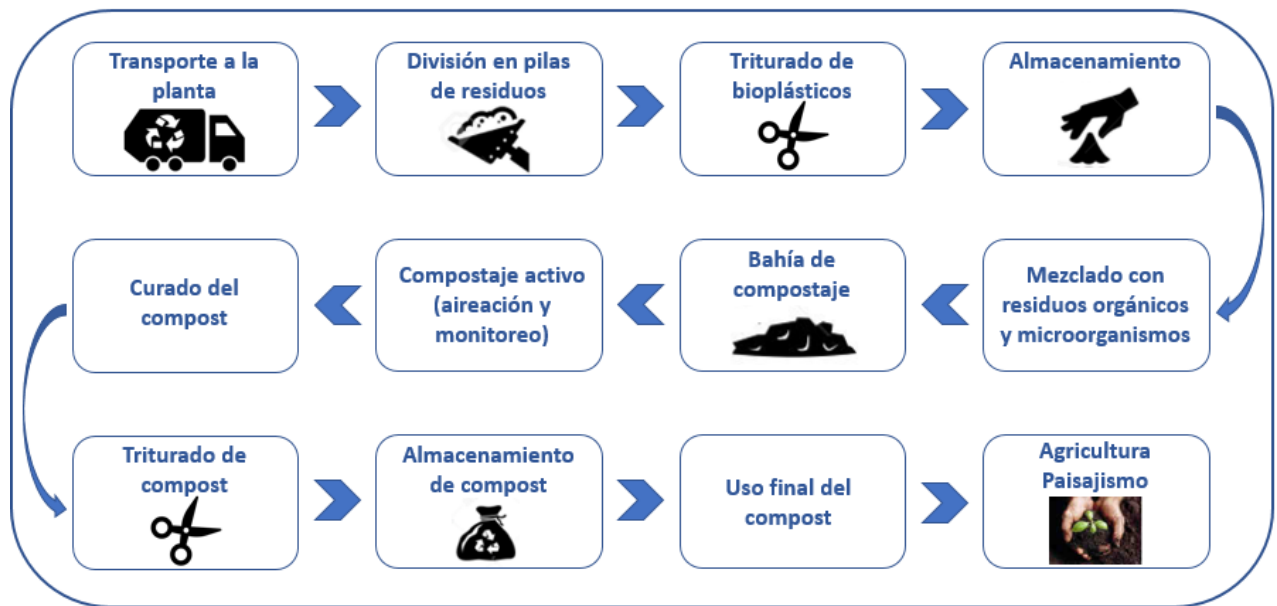 Transporte a la
planta
División en pilas
de residuos
Triturado de
bioplásticos
Almacenamiento
Mezclado con
residuos orgánicos
y microorganismos
Bahía de
compostaje
Compostaje activo
(aireación y
monitoreo)
Curado del
compost
Triturado de
compost
Almacenamiento
de compost
Uso final del
compost
Agricultura
Paisajismo